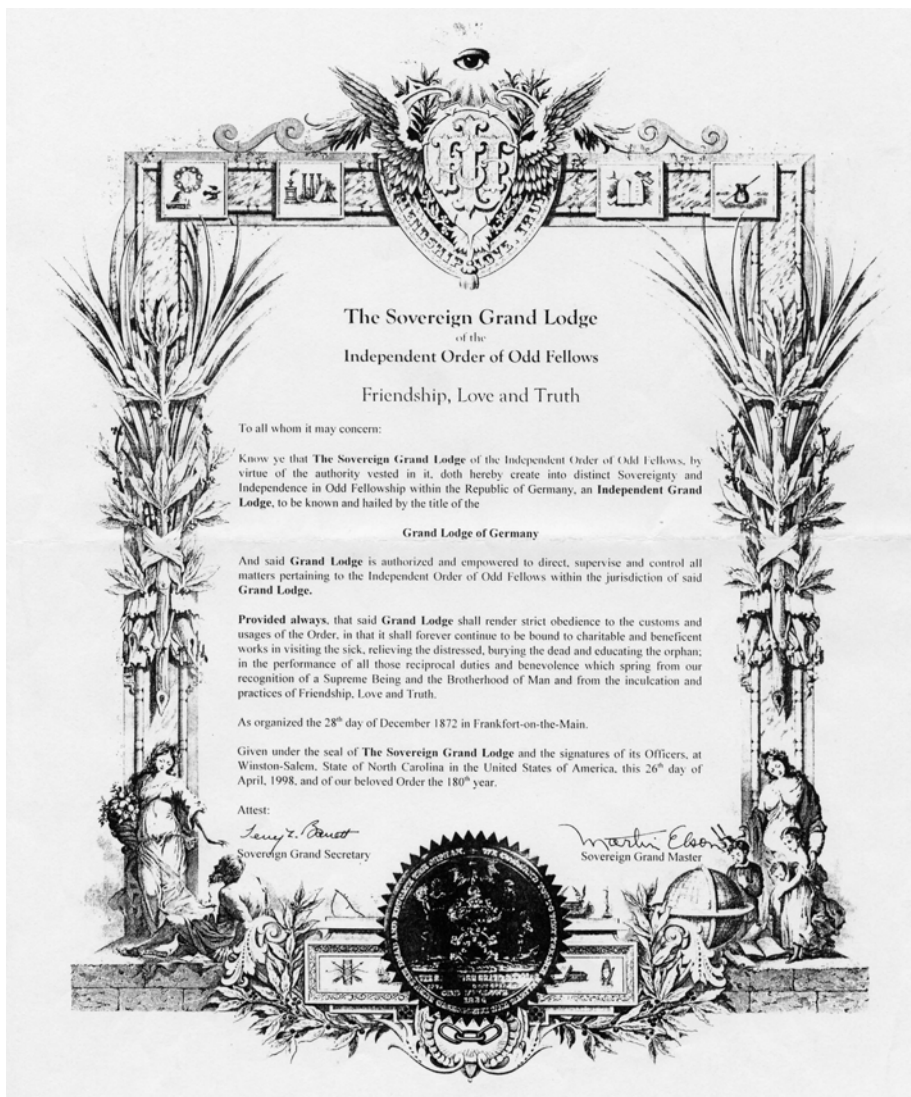 FRIENDSHIP, LOVE, TRUTH
The Sovereign Grand Lodge
of the
Independent Order of Odd Fellows
Friendship, Love and Truth
To all whom it may concern:
Know ye that The Sovereign Grand Lodge of the Independent Order of Odd Fellows, by
virtue of the authority vested in it, doth hereby create into distinct Sovereignty and
Independence in Odd Fellowship within the Republic of Germany, an Independent Grand
Lodge, to be known and hailed by the title of the
Grand Lodge of Germany
And said Grand Lodge is authorized and empowered to direct, supervise and control all
matters pertaining to the Independent Order of Odd Fellows within the jurisdiction of said
Grand Lodge.
Provided always, that said Grand Lodge shall render strict obedience to the customs and
usages of the Order, in that it shall forever continue to be bound to charitable and beneficent
works in visiting the sick, relieving the distressed, burying the dead and educating the orphan;
in the performance of all those reciprocal duties and benevolence which spring from our
recognition of a Supreme Being and the Brotherhood of Man and from the inculcation and
practices of Friendship, Love and Truth.
As organized the 28th day of December 1872 in Frankfort-on-the-Main.
Given under the seal of The Sovereign Grand Lodge and the signatures of its Officers, at
Winston-Salem, State of North Carolina in the United States of America, this 26th day of
April, 1998, and of our beloved Order the 180th year.
Attest:
Martin Elson
Sovereign Grand Secretary
Sovereign Grand Master